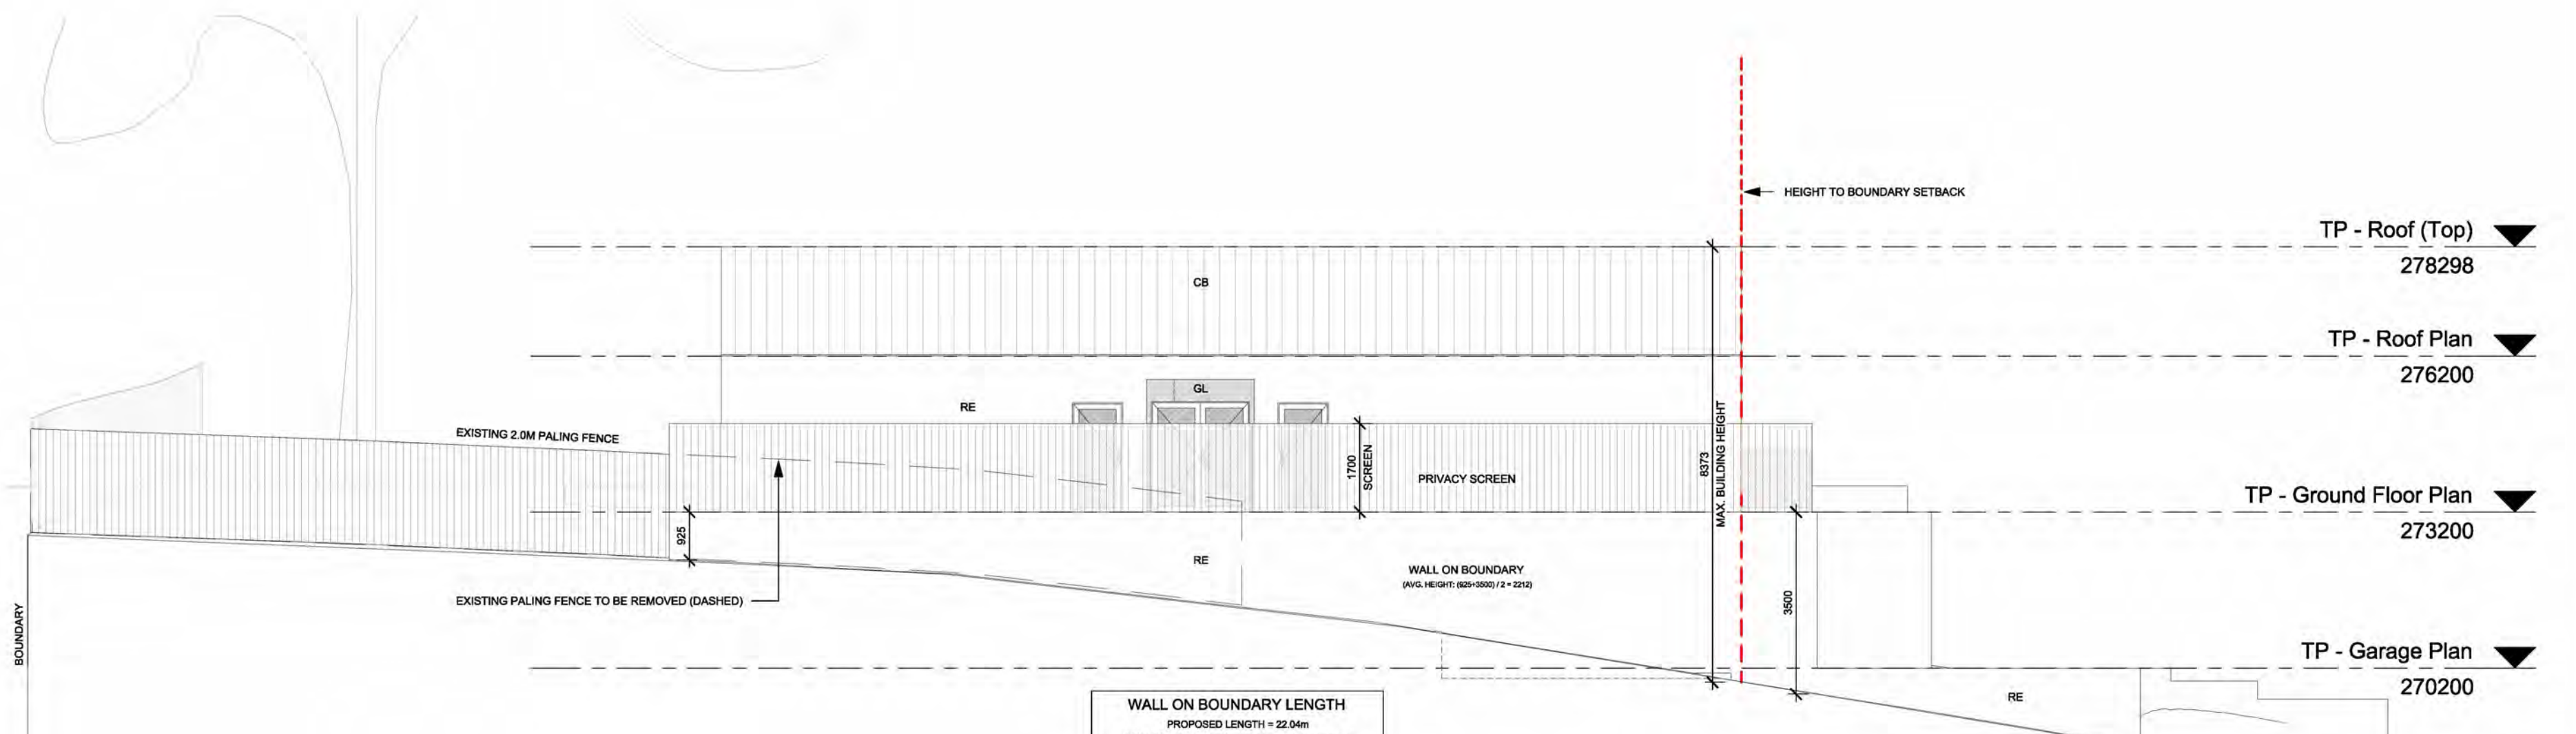 HEIGHT TO BOUNDARY SETBACK
TP - Roof (Top)
278298
CB
TP - Roof Plan
276200
GL
RE
EXISTING 2.0M PALING FENCE
1700
SCREEN
PRIVACY SCREEN
8373
MAX. BUILDING HEIGHT
TP - Ground Floor Plan
273200
925
RE
WALL ON BOUNDARY
(AVG. HEIGHT: (925+3500) / 2 = 2212)
EXISTING PALING FENCE TO BE REMOVED (DASHED)
3500
BOUNDARY
TP - Garage Plan
270200
RE
WALL ON BOUNDARY LENGTH
PROPOSED LENGTH = 22.04m